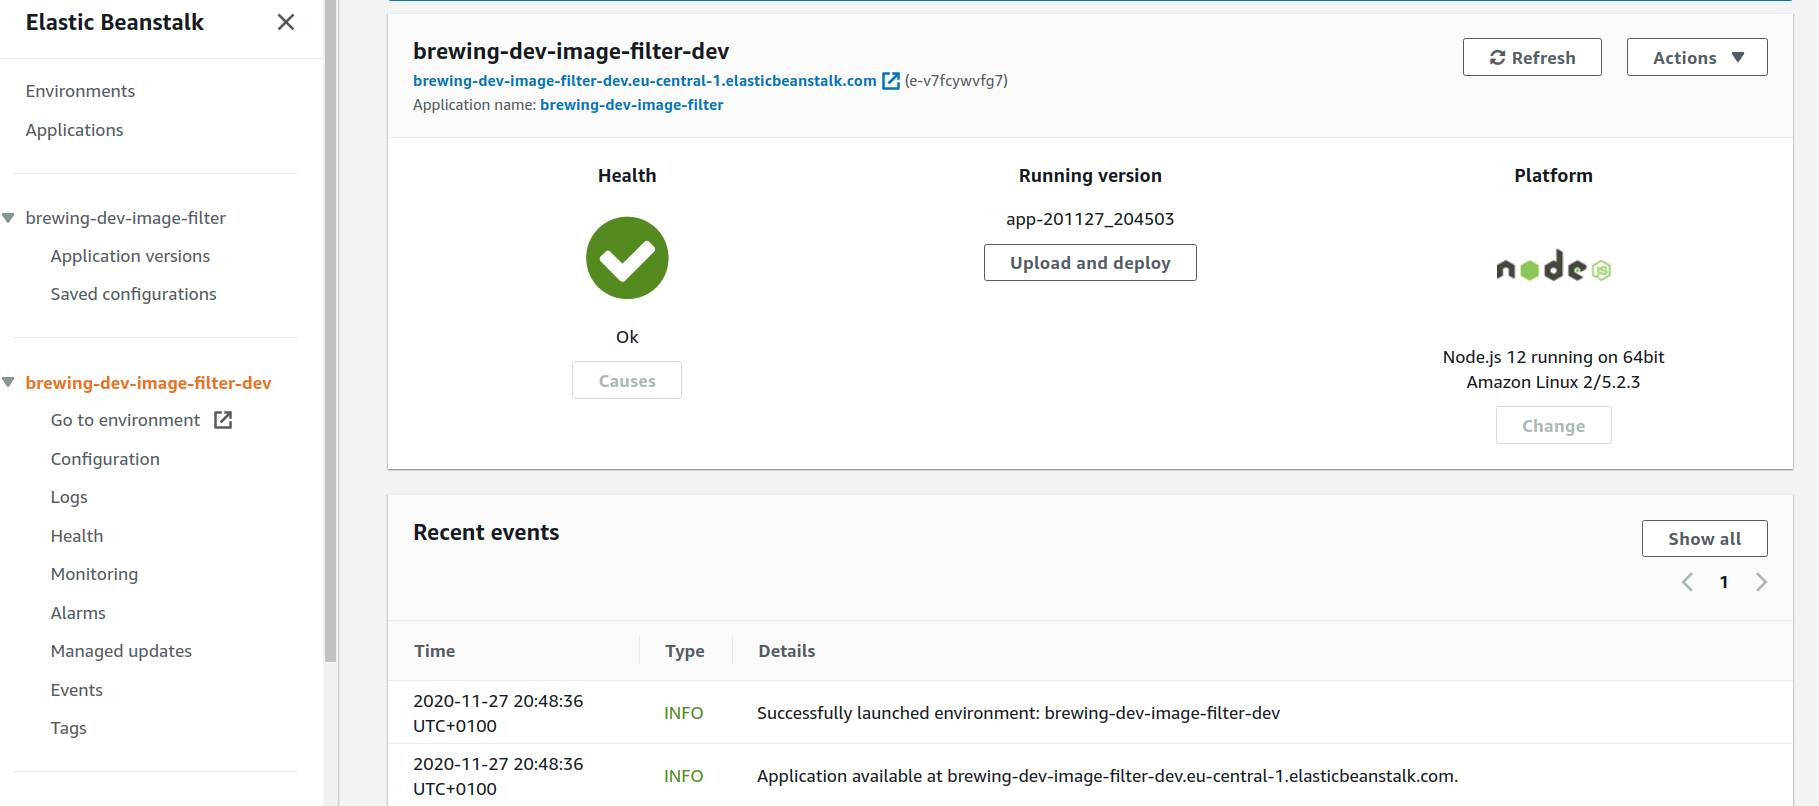 Elastic Beanstalk
Environments
Applications
brewing-dev-image-filter
Application versions
Saved configurations
brewing-dev-image-filter-dev
Go to environment
Configuration
Logs
Health
Monitoring
Alarms
Managed updates
Events
Tags
brewing-dev-image-filter-dev
brewing-dev-image-filter-dev.eu-central-1.elasticbeanstalk.com (e-v7fcywvfg7)
Application name: brewing-dev-image-filter
Refresh
Actions
Health
Ok
Causes
Running version
app-201127_204503
Upload and deploy
Platform
node JS
Node.js 12 running on 64bit
Amazon Linux 2/5.2.3
Change
Recent events
Show all
1
Time Type Details
2020-11-27 20:48:36
UTC+0100
INFO
Successfully launched environment: brewing-dev-image-filter-dev
2020-11-27 20:48:36
UTC+0100
INFO
Application available at brewing-dev-image-filter-dev.eu-central-1.elasticbeanstalk.com.